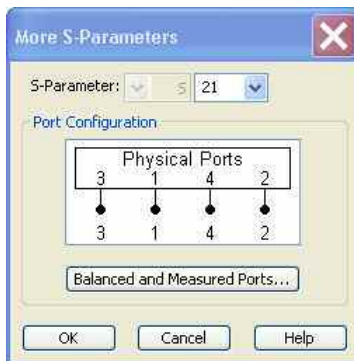 More S-Parameters
S-Parameter: S 21
Port Configuration
Physical Ports
3 1 4 2
3 1 4 2
Balanced and Measured Ports...
OK Cancel Help